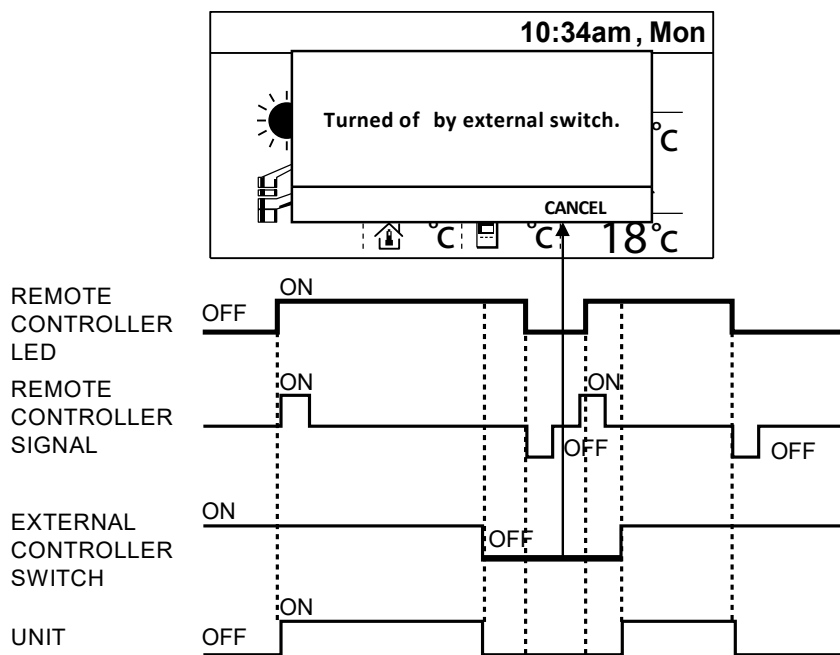 10:34am , Mon
Turned of by external switch.
°C
CANCEL
°C °C 18°C
REMOTE
CONTROLLER
LED
OFF
ON
REMOTE
CONTROLLER
SIGNAL
ON
OFF
ON
OFF
EXTERNAL
CONTROLLER
SWITCH
ON
OFF
UNIT
OFF
ON